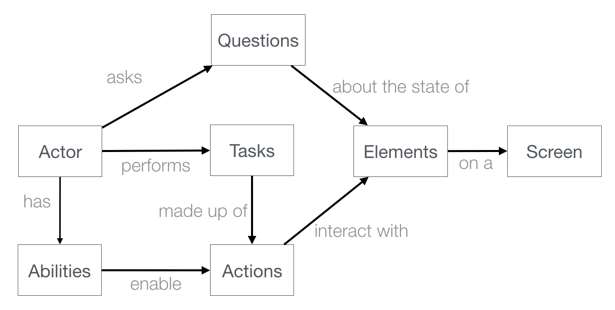 Questions
asks
about the state of
Actor
performs
Tasks
Elements
on a
Screen
has
made up of
interact with
Abilities
enable
Actions